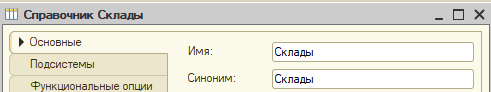 Справочник Склады
Основные
Имя: Склады
Подсистемы
Синоним: Склады
Функциональные опции